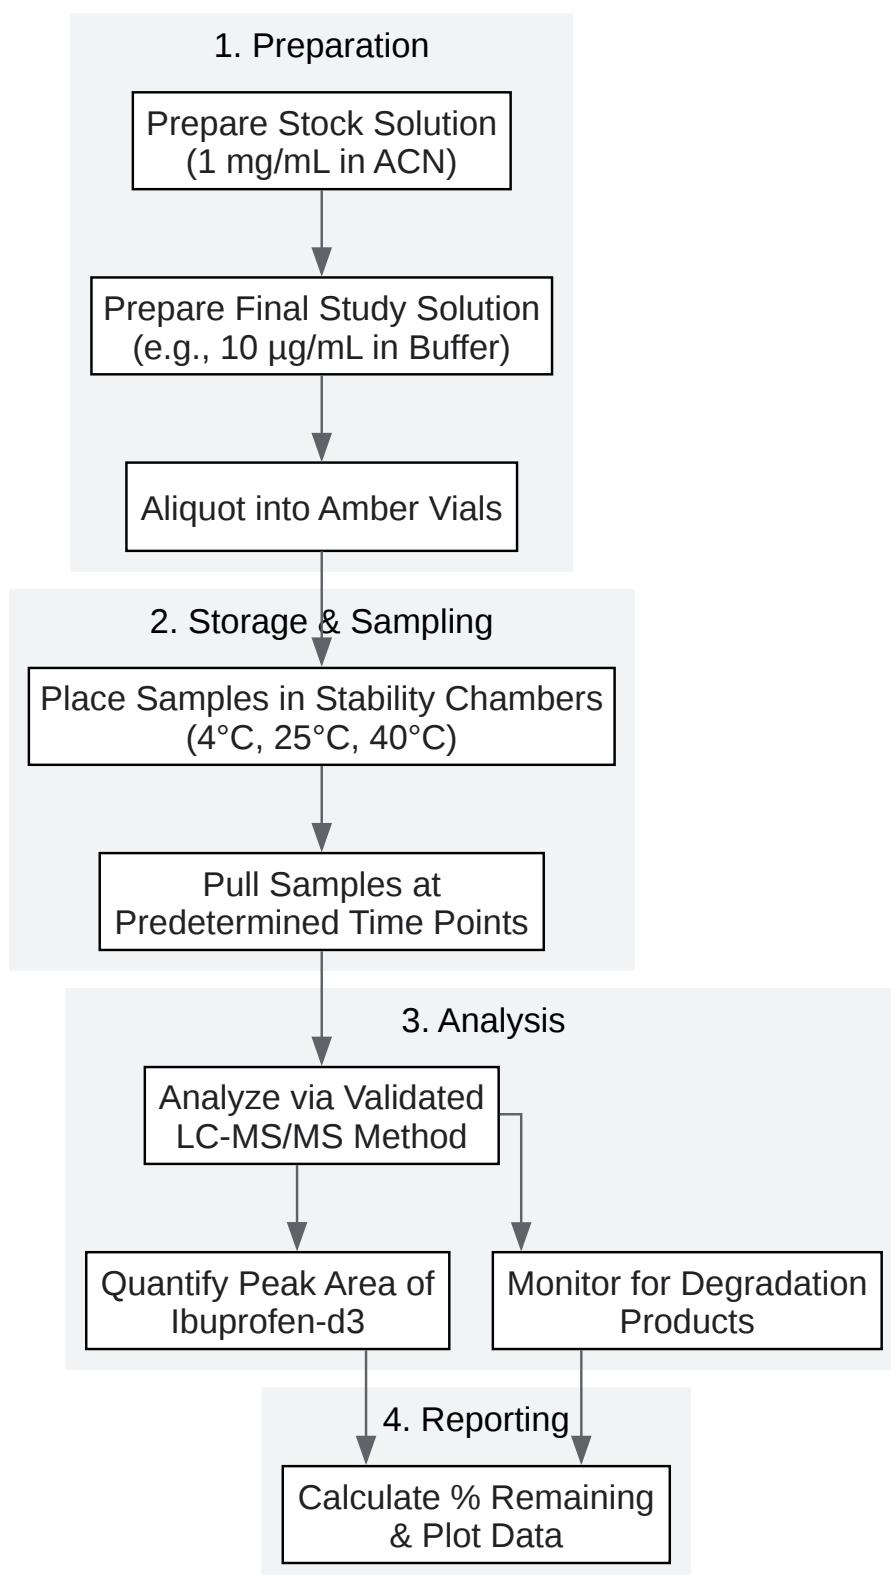 1. Preparation
Prepare Stock Solution
(1 mg/mL in ACN)
Prepare Final Study Solution
(e.g., 10 µg/mL in Buffer)
Aliquot into Amber Vials
2. Storage & Sampling
Place Samples in Stability Chambers
(4°C, 25°C, 40°C)
Pull Samples at
Predetermined Time Points
3. Analysis
Analyze via Validated
LC-MS/MS Method
Quantify Peak Area of
Ibuprofen-d3
Monitor for Degradation
Products
4. Reporting
Calculate % Remaining
& Plot Data